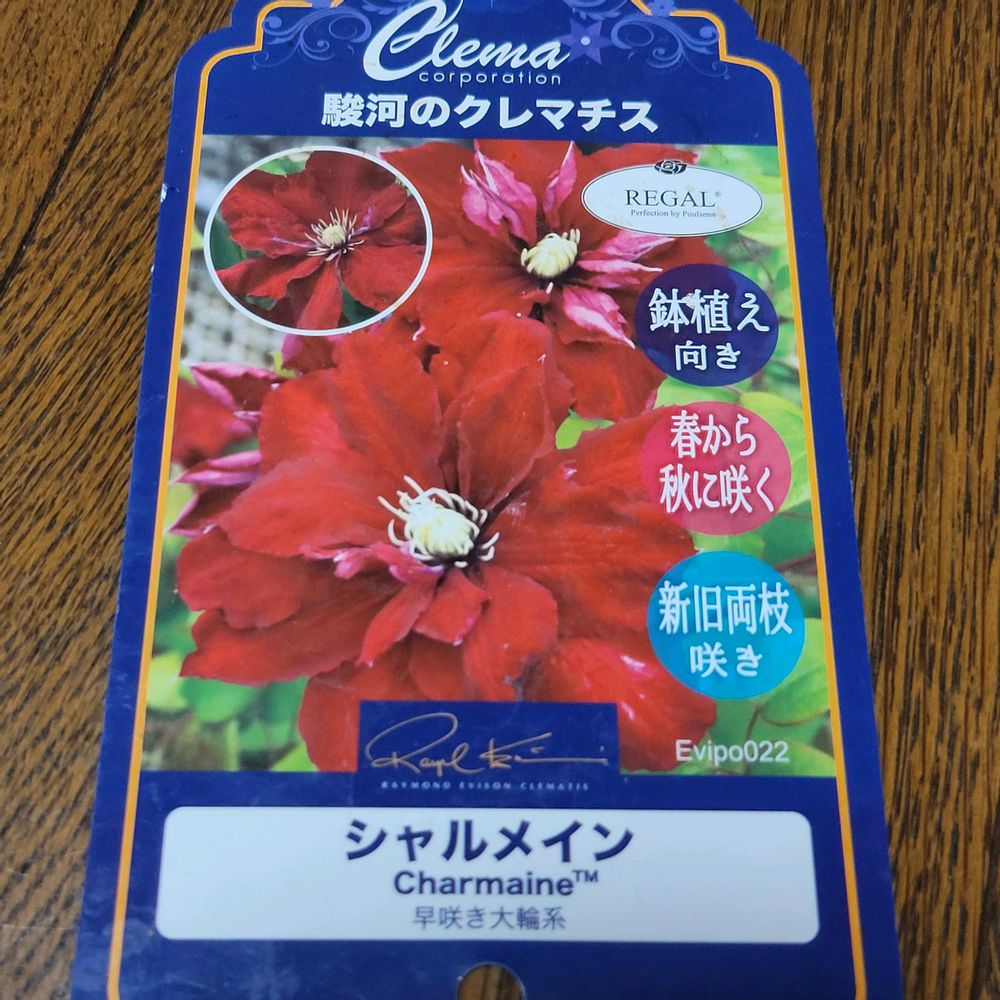 Clema
corporation
駿河のクレマチス
REGAL®
Perfection by Poulsens
鉢植え
向き
春から
秋に咲く
新旧両枝
咲き
Evipo022
RAYMOND EVISON CLEMATIS
シャルメイン
Charmaine™
早咲き大輪系